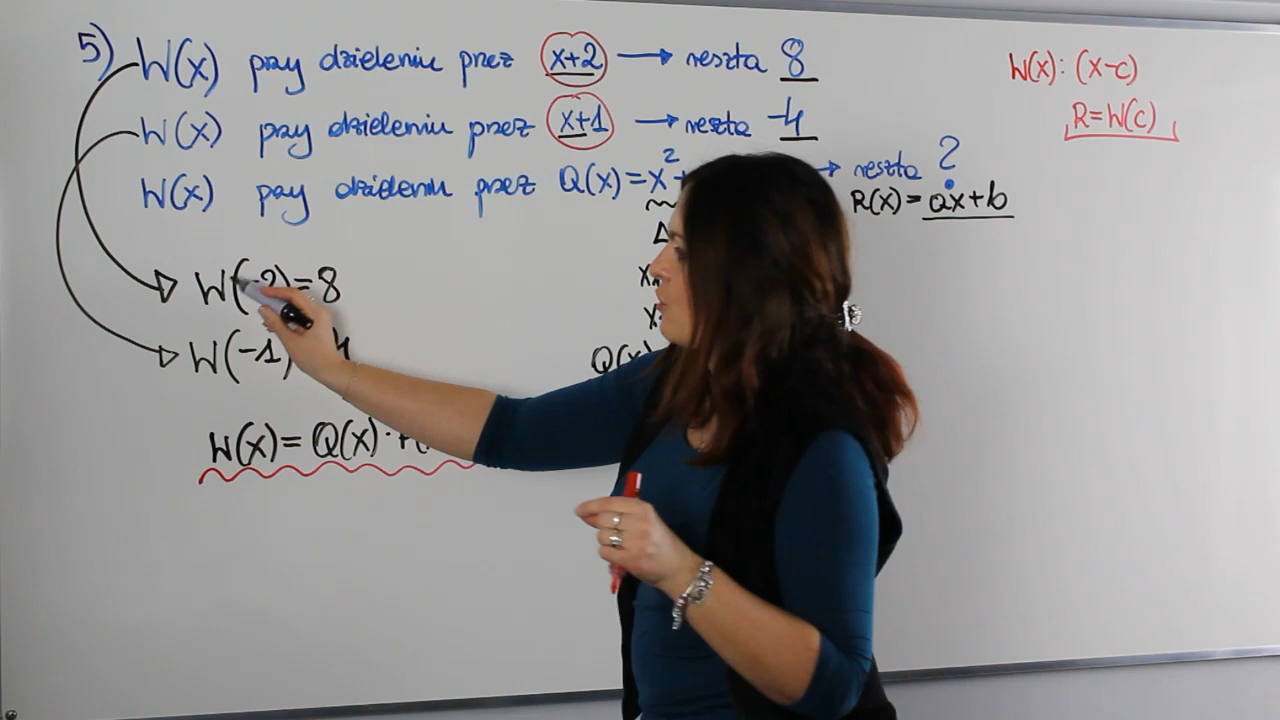 5) W(x) przy dzieleniu przez x+2 → reszta 8
W(x) przy dzieleniu przez x+1 → reszta -4
W(x) przy dzieleniu przez Q(x)=x²+ → reszta ?
R(x)=ax+b
W(-2)=8
W(-1) 4
W(x)=Q(x)·
Q(x)
W(x):(x-c)
R=W(c)